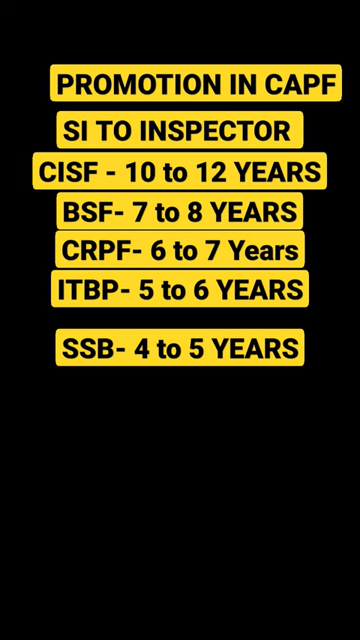 PROMOTION IN CAPF
SI TO INSPECTOR
CISF - 10 to 12 YEARS
BSF- 7 to 8 YEARS
CRPF- 6 to 7 Years
ITBP- 5 to 6 YEARS
SSB- 4 to 5 YEARS